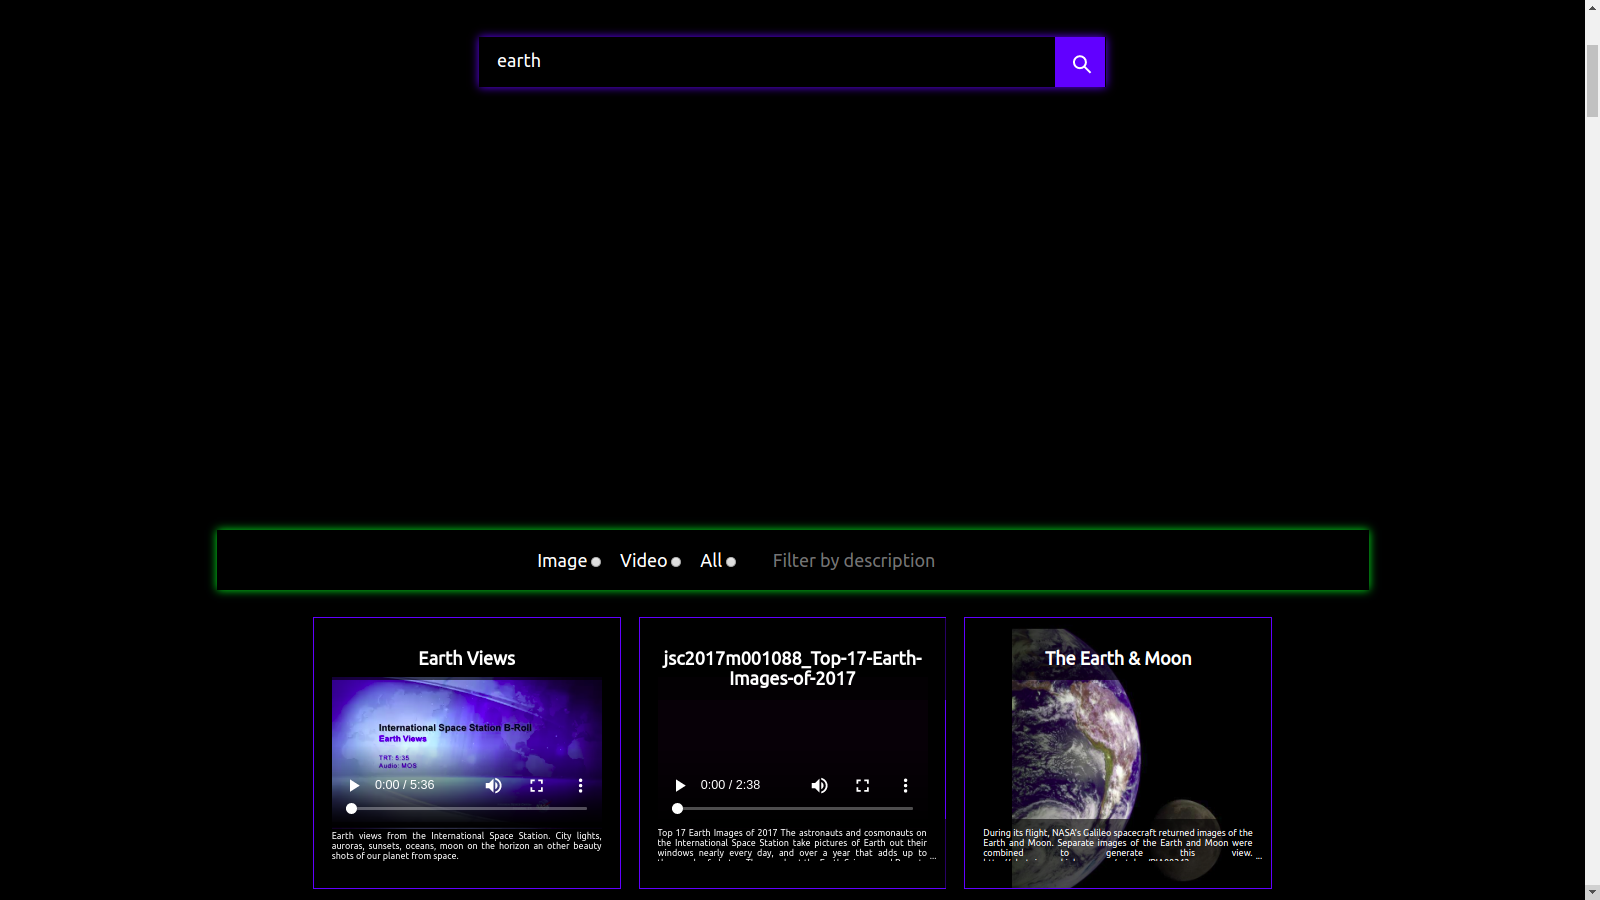 earth
Image Video All Filter by description
Earth Views
International Space Station B-Roll
Earth Views
TRT: 5:35
Audio: MOS
0:00 / 5:36
Earth views from the International Space Station. City lights,
auroras, sunsets, oceans, moon on the horizon an other beauty
shots of our planet from space.
jsc2017m001088_Top-17-Earth-
Images-of-2017
0:00 / 2:38
Top 17 Earth Images of 2017 The astronauts and cosmonauts on
the International Space Station take pictures of Earth out their
windows nearly every day, and over a year that adds up to
...
The Earth & Moon
During its flight, NASA's Galileo spacecraft returned images of the
Earth and Moon. Separate images of the Earth and Moon were
combined to generate this view.
...